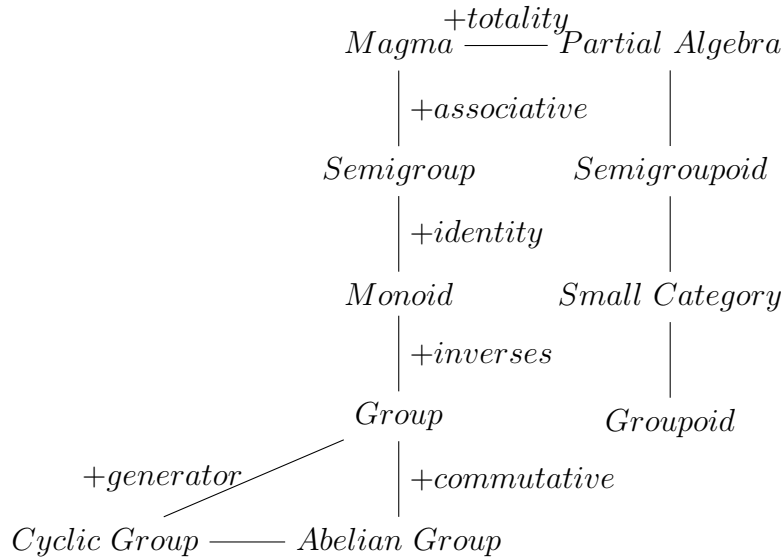 +totality
Magma Partial Algebra
+associative
Semigroup Semigroupoid
+identity
Monoid Small Category
+inverses
Group Groupoid
+generator +commutative
Cyclic Group Abelian Group